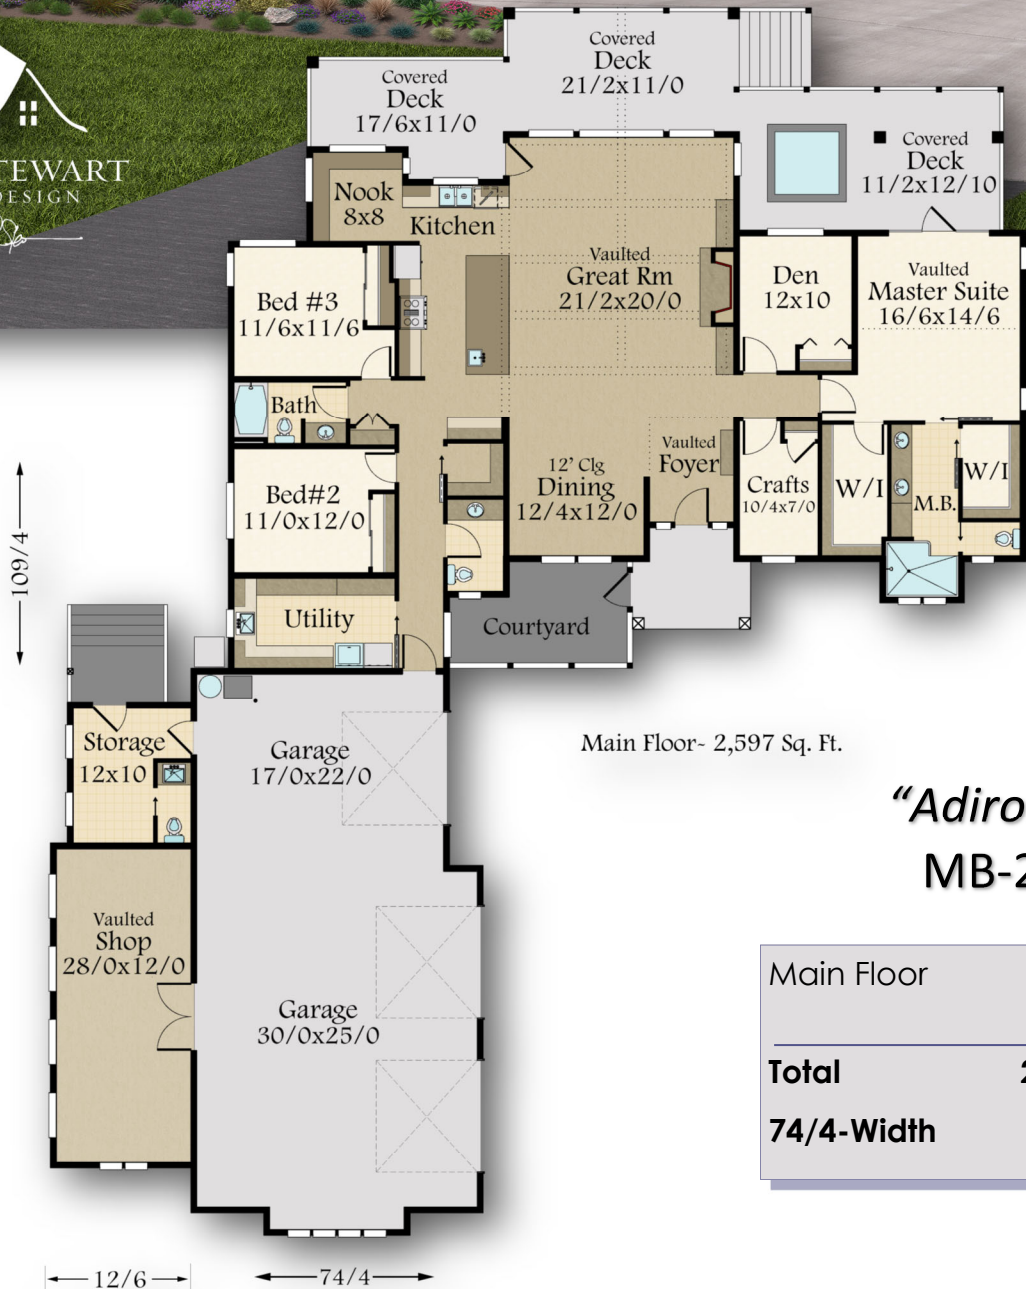 TEWART
DESIGN
Covered
Deck
17/6x11/0
Covered
Deck
21/2x11/0
Covered
Deck
11/2x12/10
Nook
8x8
Kitchen
Vaulted
Great Rm
21/2x20/0
Den
12x10
Vaulted
Master Suite
16/6x14/6
Bed #3
11/6x11/6
Bath
Bed#2
11/0x12/0
12' Clg
Dining
12/4x12/0
Vaulted
Foyer
Crafts
10/4x7/0
W/I
M.B.
W/I
Utility
Courtyard
109/4
Storage
12x10
Garage
17/0x22/0
Main Floor- 2,597 Sq. Ft.
"Adiro
MB-2
Vaulted
Shop
28/0x12/0
Garage
30/0x25/0
Main Floor
Total 2
74/4-Width
12/6
74/4